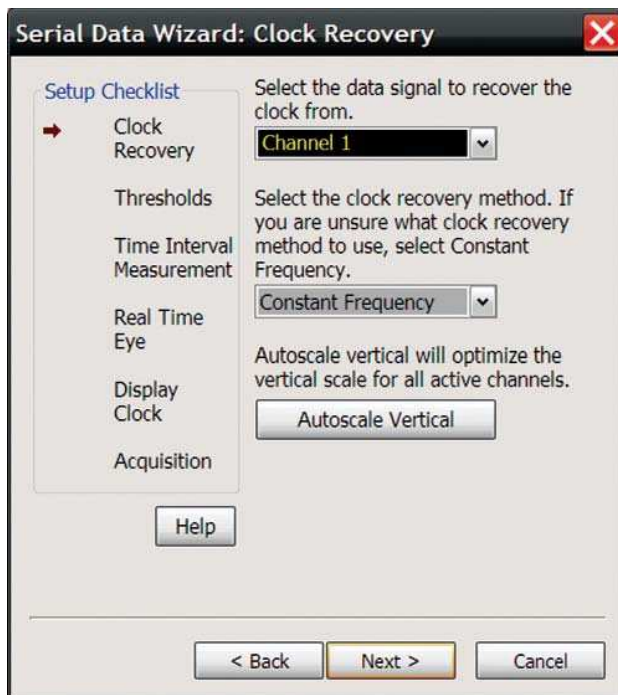 Serial Data Wizard: Clock Recovery
Setup Checklist
Clock
Recovery
Thresholds
Time Interval
Measurement
Real Time
Eye
Display
Clock
Acquisition
Help
Select the data signal to recover the
clock from.
Channel 1
Select the clock recovery method. If
you are unsure what clock recovery
method to use, select Constant
Frequency.
Constant Frequency
Autoscale vertical will optimize the
vertical scale for all active channels.
Autoscale Vertical
< Back
Next >
Cancel